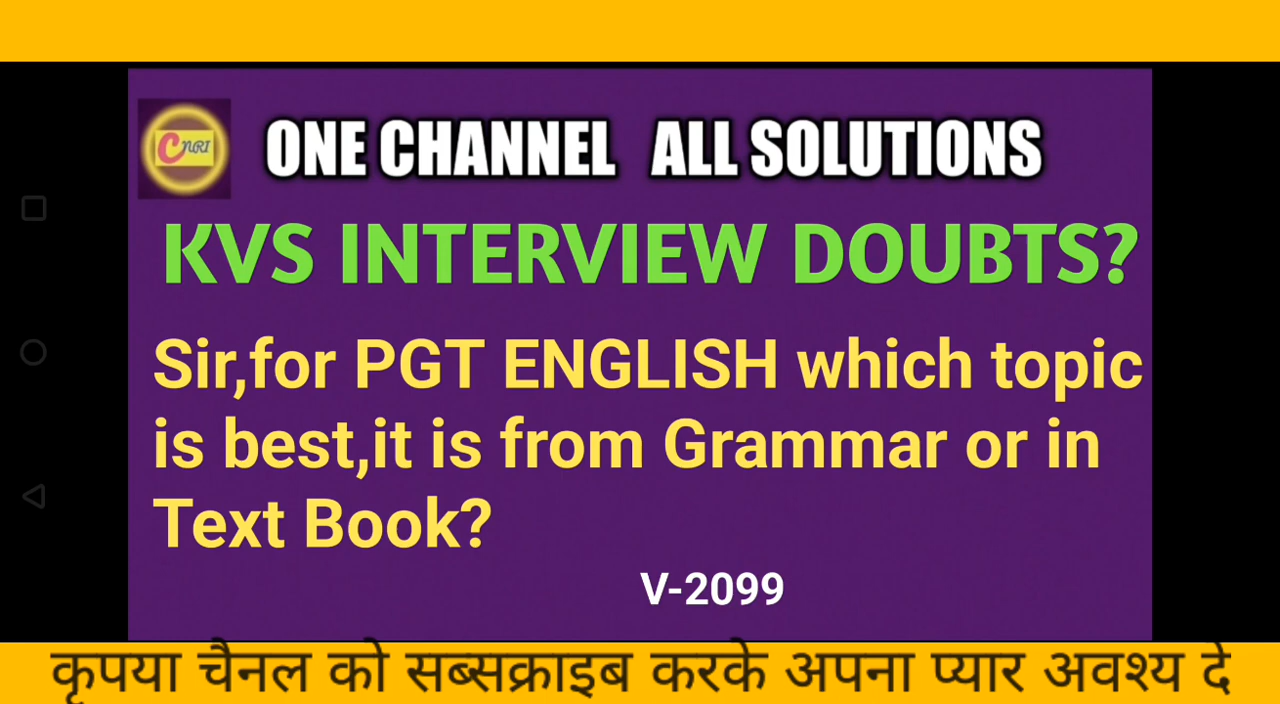 CNRI
ONE CHANNEL ALL SOLUTIONS
KVS INTERVIEW DOUBTS?
Sir,for PGT ENGLISH which topic
is best,it is from Grammar or in
Text Book?
V-2099
कृपया चैनल को सब्सक्राइब करके अपना प्यार अवश्य दे